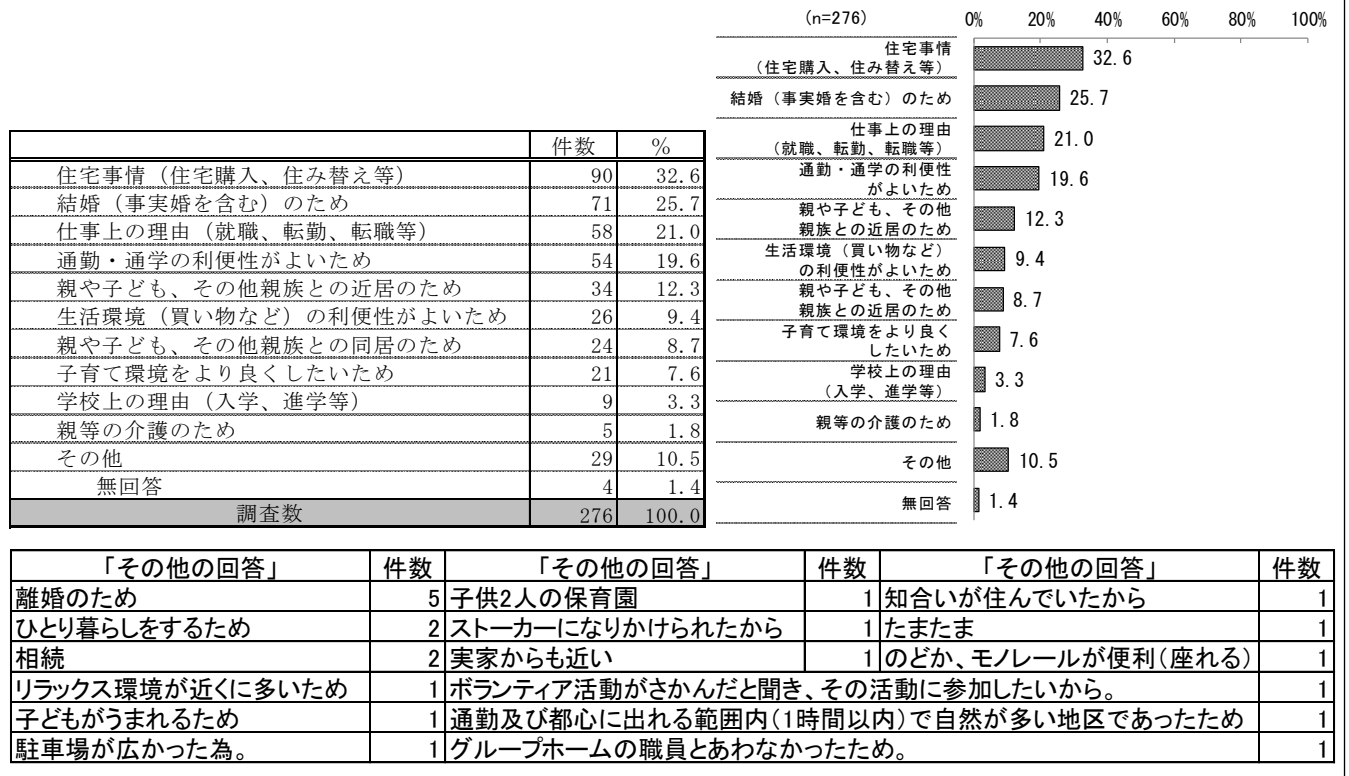 （n=276）
0% 20% 40% 60% 80% 100%
住宅事情
（住宅購入、住み替え等）
32.6
結婚（事実婚を含む）のため
25.7
仕事上の理由
（就職、転勤、転職等）
21.0
通勤・通学の利便性
がよいため
19.6
親や子ども、その他
親族との近居のため
12.3
生活環境（買い物など）
の利便性がよいため
9.4
親や子ども、その他
親族との近居のため
8.7
子育て環境をより良く
したいため
7.6
学校上の理由
（入学、進学等）
3.3
親等の介護のため
1.8
その他
10.5
無回答
1.4
件数 %
住宅事情（住宅購入、住み替え等） 90 32.6
結婚（事実婚を含む）のため 71 25.7
仕事上の理由（就職、転勤、転職等） 58 21.0
通勤・通学の利便性がよいため 54 19.6
親や子ども、その他親族との近居のため 34 12.3
生活環境（買い物など）の利便性がよいため 26 9.4
親や子ども、その他親族との同居のため 24 8.7
子育て環境をより良くしたいため 21 7.6
学校上の理由（入学、進学等） 9 3.3
親等の介護のため 5 1.8
その他 29 10.5
無回答 4 1.4
調査数 276 100.0
「その他の回答」 件数 「その他の回答」 件数 「その他の回答」 件数
離婚のため 5 子供2人の保育園 1 知合いが住んでいたから 1
ひとり暮らしをするため 2 ストーカーになりかけられたから 1 たまたま 1
相続 2 実家からも近い 1 のどか、モノレールが便利（座れる） 1
リラックス環境が近くに多いため 1 ボランティア活動がさかんだと聞き、その活動に参加したいから。 1
子どもがうまれるため 1 通勤及び都心に出れる範囲内（1時間以内）で自然が多い地区であったため 1
駐車場が広かった為。 1 グループホームの職員とあわなかったため。 1